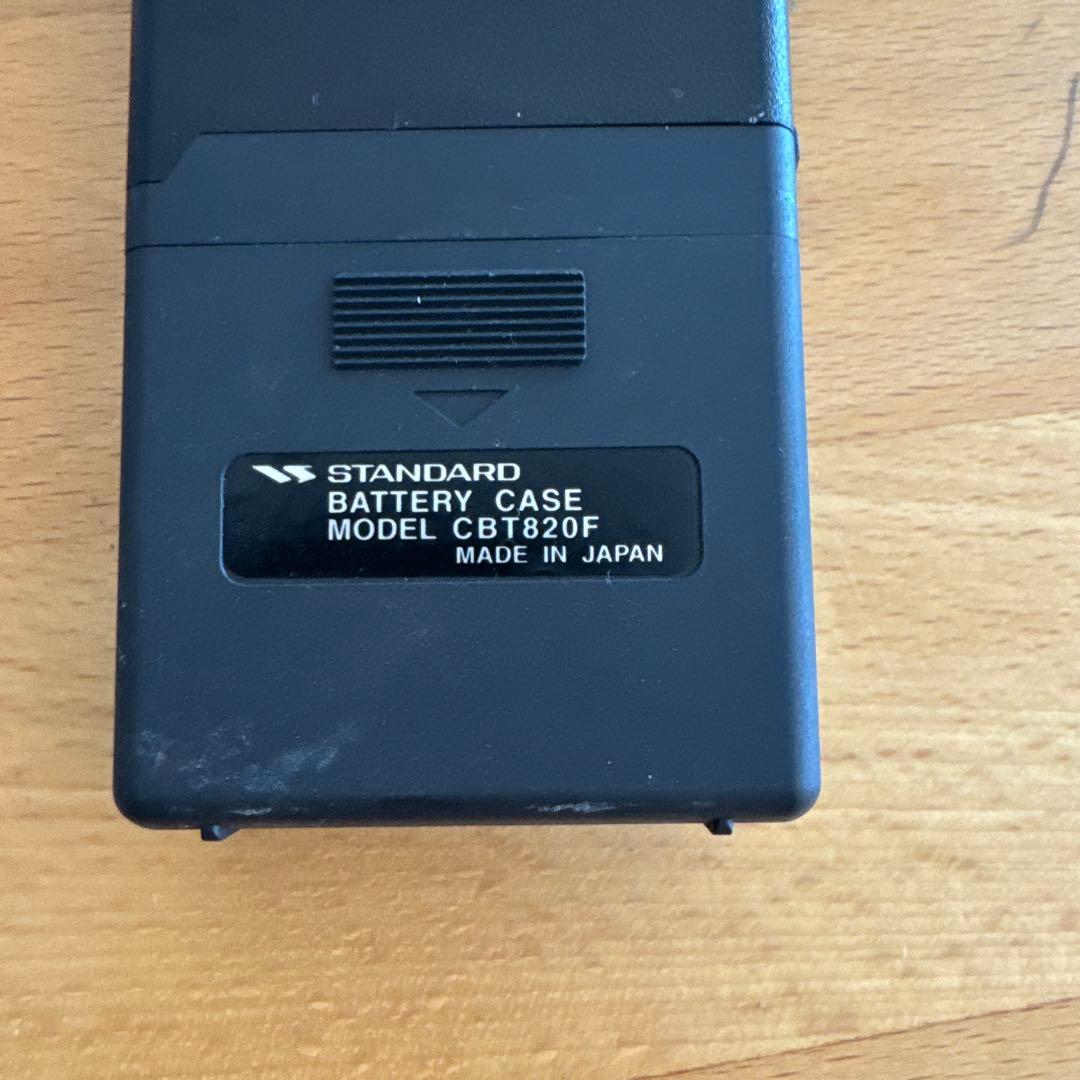 STANDARD
BATTERY CASE
MODEL CBT820F
MADE IN JAPAN